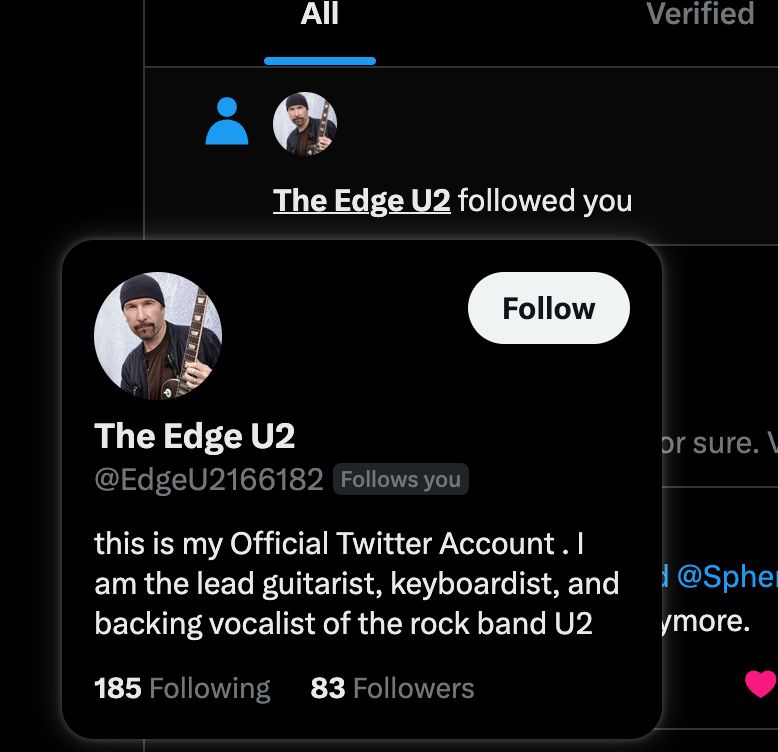 All
Verified
The Edge U2 followed you
Follow
The Edge U2
@EdgeU2166182 Follows you
this is my Official Twitter Account . I
am the lead guitarist, keyboardist, and
backing vocalist of the rock band U2
185 Following 83 Followers
or sure. V
d @Spher
ymore.